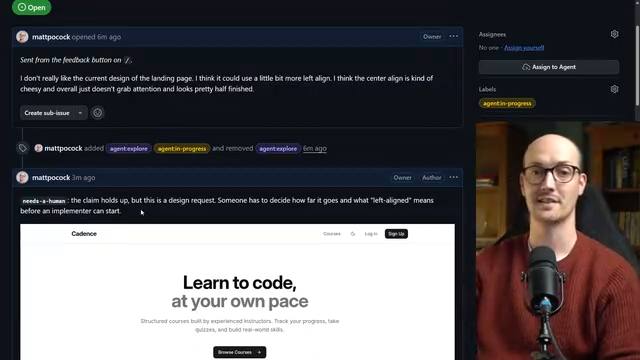 Open
mattpocock opened 6m ago
Owner
Sent from the feedback button on /.
I don't really like the current design of the landing page. I think it could use a little bit more left align. I think the center align is kind of
cheesy and overall just doesn't grab attention and looks pretty half finished.
Create sub-issue
mattpocock added agent:explore agent:in-progress and removed agent:explore 6m ago
mattpocock 3m ago
Owner
Author
needs-a-human: the claim holds up, but this is a design request. Someone has to decide how far it goes and what "left-aligned" means
before an implementer can start.
Cadence
Courses
Log in
Sign Up
Learn to code,
at your own pace
Structured courses built by experienced instructors. Track your progress, take
quizzes, and build real-world skills.
Browse Courses →
Assignees
No one - Assign yourself
Assign to Agent
Labels
agent:in-progress